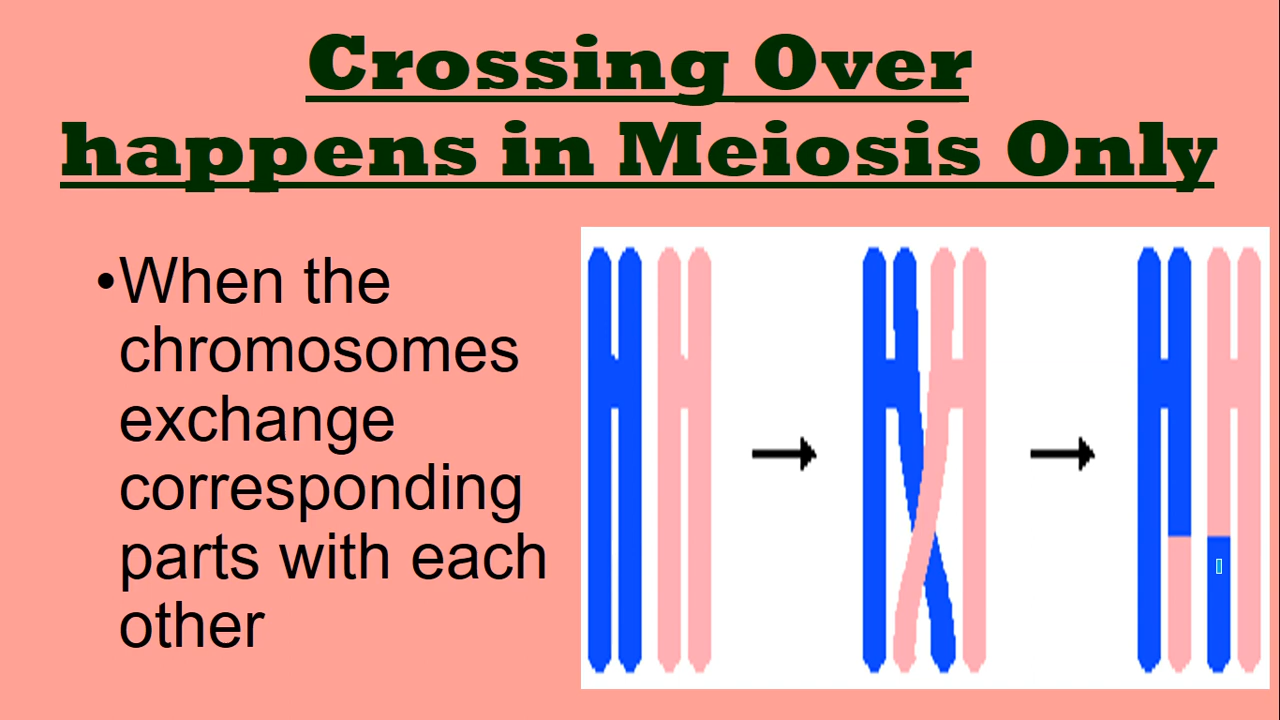 Crossing Over
happens in Meiosis Only
•When the
chromosomes
exchange
corresponding
parts with each
other